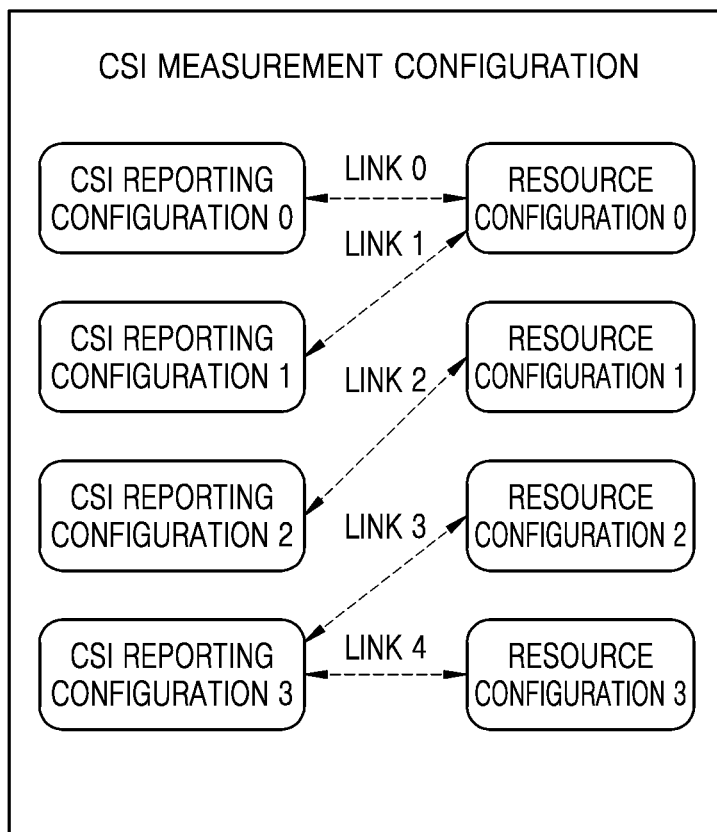 CSI MEASUREMENT CONFIGURATION
CSI REPORTING
CONFIGURATION 0
LINK 0
RESOURCE
CONFIGURATION 0
LINK 1
CSI REPORTING
CONFIGURATION 1
LINK 2
RESOURCE
CONFIGURATION 1
CSI REPORTING
CONFIGURATION 2
LINK 3
RESOURCE
CONFIGURATION 2
CSI REPORTING
CONFIGURATION 3
LINK 4
RESOURCE
CONFIGURATION 3